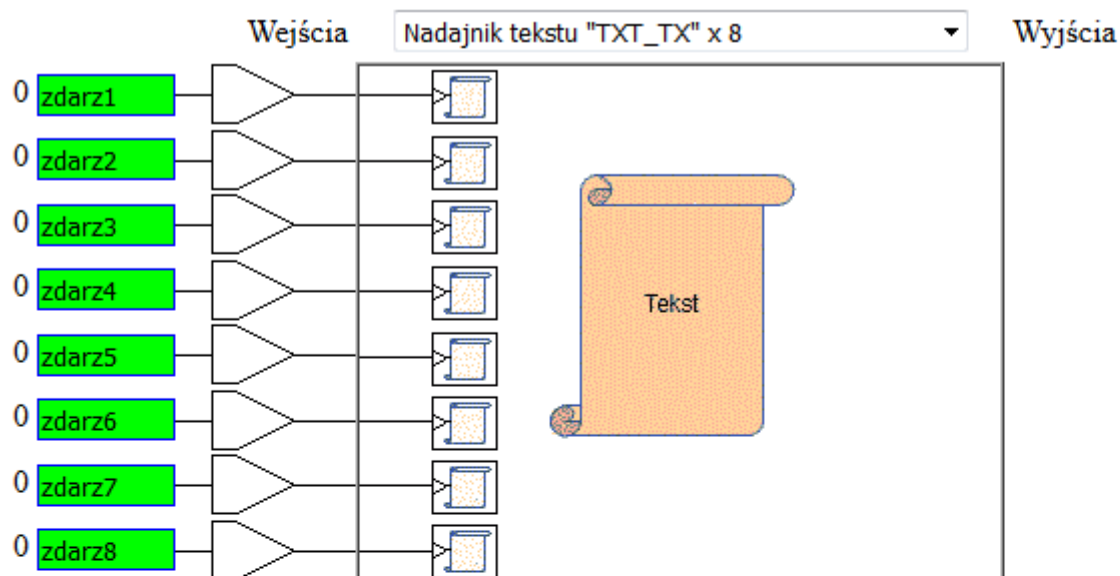 Wejścia Nadajnik tekstu "TXT_TX" x 8 Wyjścia
0 zdarz1
0 zdarz2
0 zdarz3
0 zdarz4
Tekst
0 zdarz5
0 zdarz6
0 zdarz7
0 zdarz8